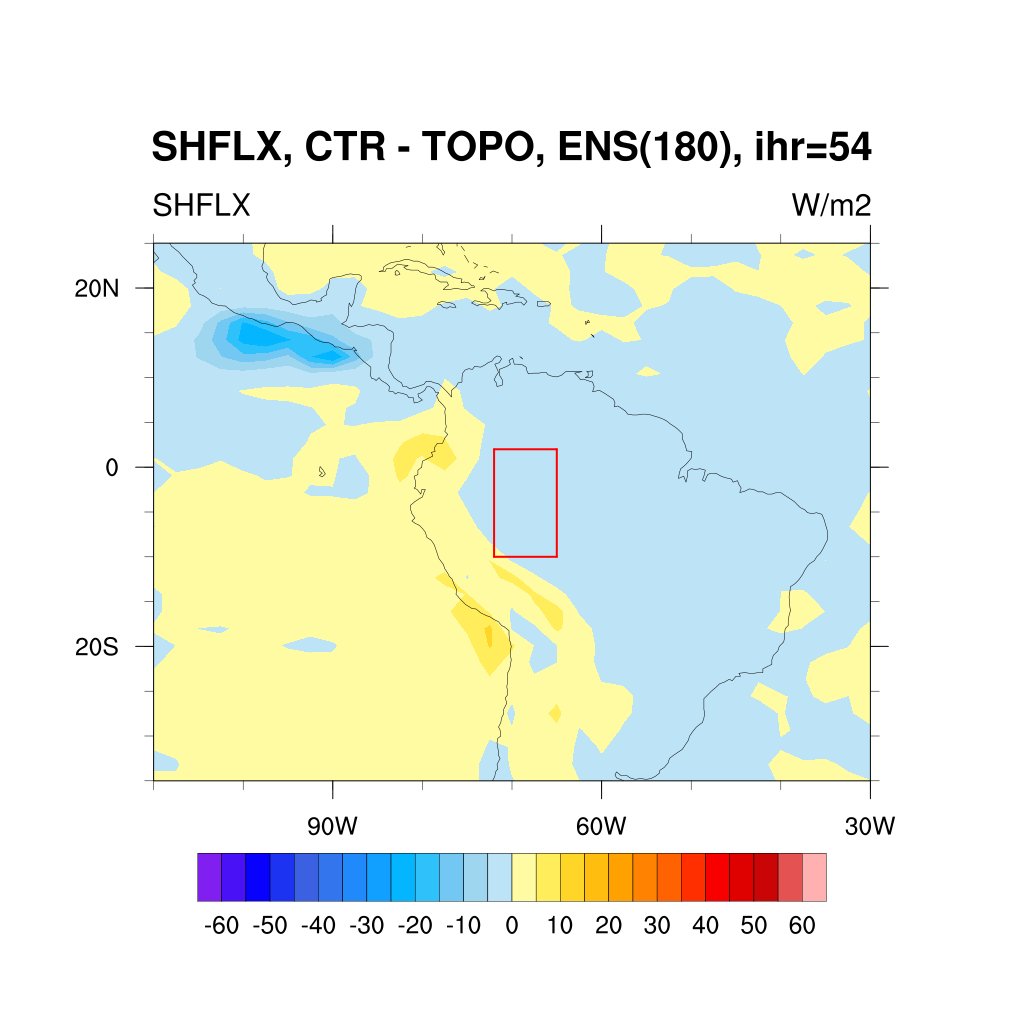 SHFLX, CTR - TOPO, ENS(180), ihr=54
SHFLX W/m2
20N
0
20S
90W 60W 30W
-60 -50 -40 -30 -20 -10 0 10 20 30 40 50 60